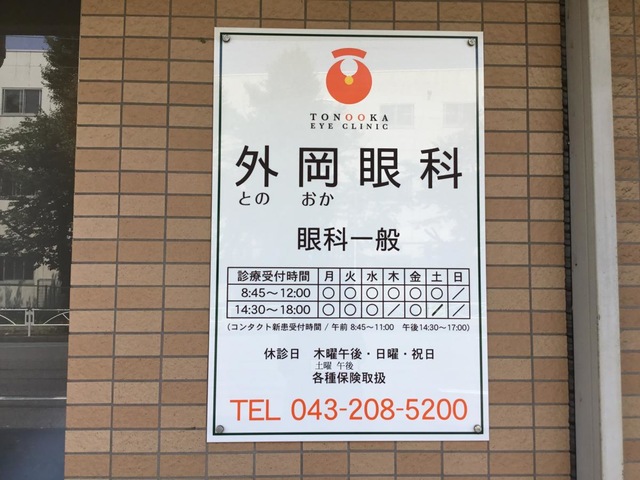 TONOOKA
EYE CLINIC
外岡眼科
との おか
眼科一般
診療受付時間 月 火 水 木 金 土 日
8:45～12:00 ○ ○ ○ ○ ○ ○ ／
14:30～18:00 ○ ○ ○ ／ ○ ／ ／
（コンタクト新患受付時間 / 午前 8:45～11:00 午後14:30～17:00）
休診日 木曜午後・日曜・祝日
土曜 午後
各種保険取扱
TEL 043-208-5200